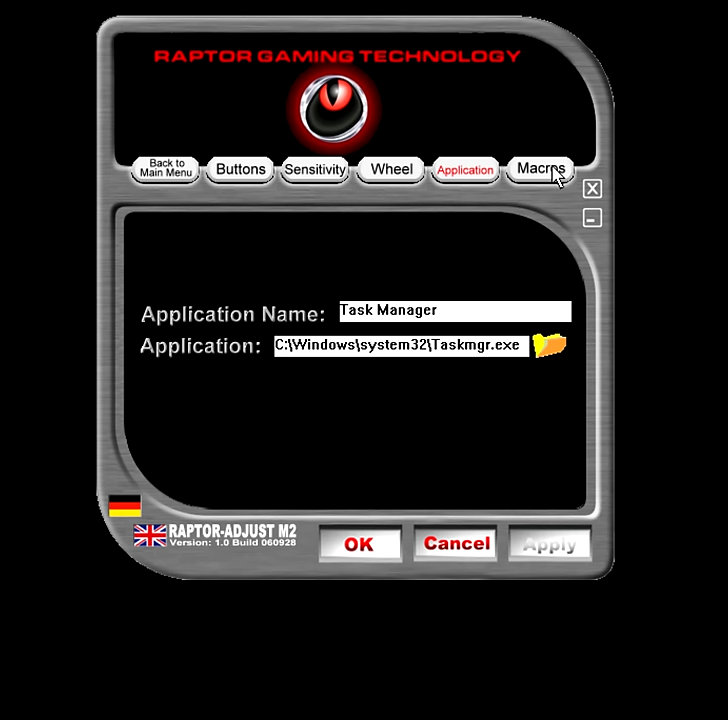 RAPTOR GAMING TECHNOLOGY
Back to
Main Menu
Buttons
Sensitivity
Wheel
Application
Macros
X
Application Name: Task Manager
Application: C:\Windows\system32\Taskmgr.exe
RAPTOR-ADJUST M2
Version: 1.0 Build 060928
OK
Cancel
Apply